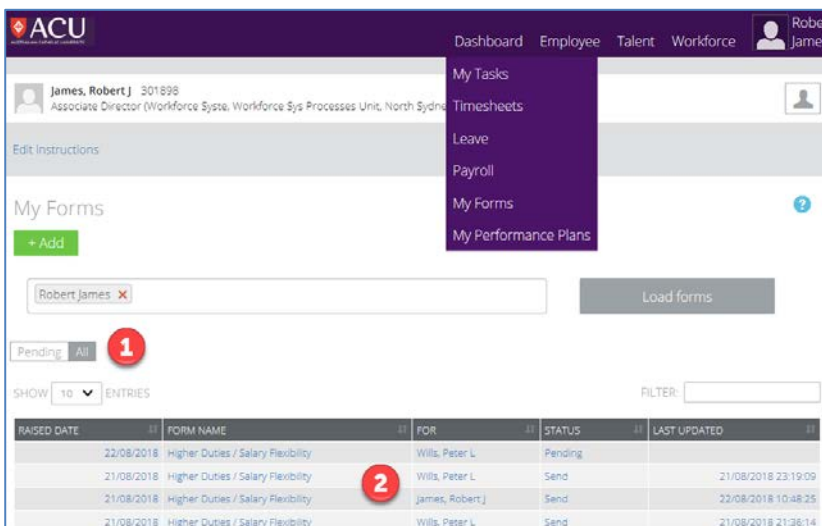 ACU
Dashboard Employee Talent Workforce
Robe
Jame
My Tasks
Timesheets
Leave
Payroll
My Forms
My Performance Plans
James, Robert J 301898
Associate Director (Workforce Syste, Workforce Sys Processes Unit, North Sydne
Edit Instructions
My Forms
?
+ Add
Robert James ×
Load forms
Pending All
1
SHOW 10 ENTRIES
FILTER:
RAISED DATE FORM NAME FOR STATUS LAST UPDATED
22/08/2018 Higher Duties / Salary Flexibility Wills, Peter L Pending
21/08/2018 Higher Duties / Salary Flexibility Wills, Peter L Send 21/08/2018 23:19:09
2
21/08/2018 Higher Duties / Salary Flexibility James, Robert J Send 22/08/2018 10:48:25
21/08/2018 Higher Duties / Salary Flexibility Wills, Peter L Send 21/08/2018 21:36:14